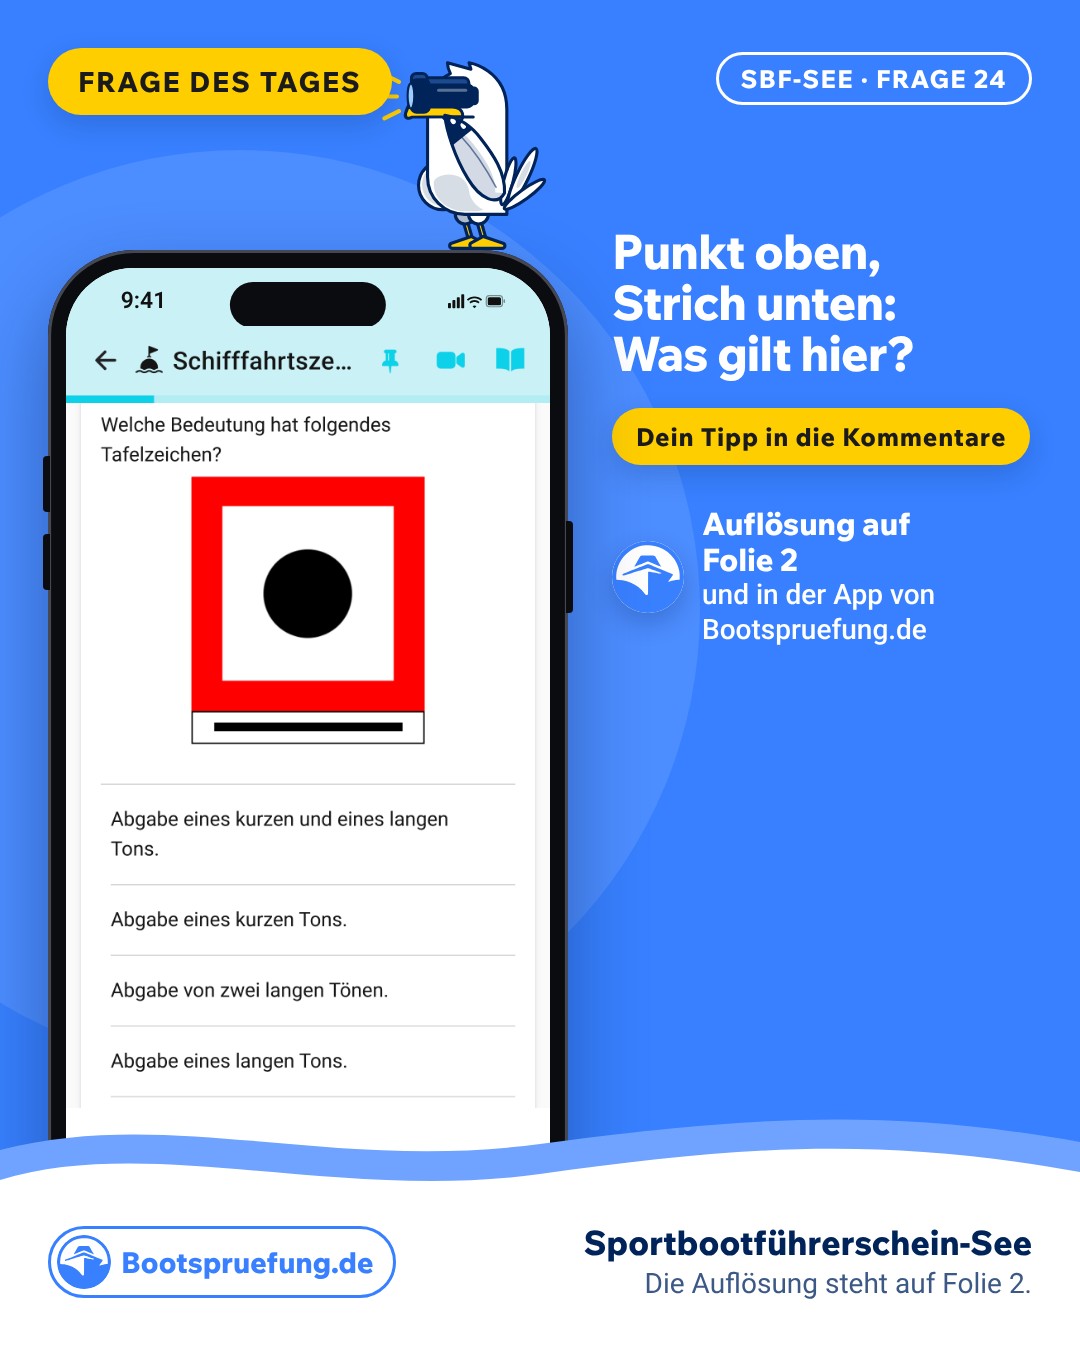 FRAGE DES TAGES
SBF-SEE · FRAGE 24
Punkt oben,
Strich unten:
Was gilt hier?
Dein Tipp in die Kommentare
Auflösung auf
Folie 2
und in der App von
Bootspruefung.de
9:41
Schifffahrtsze...
Welche Bedeutung hat folgendes
Tafelzeichen?
Abgabe eines kurzen und eines langen
Tons.
Abgabe eines kurzen Tons.
Abgabe von zwei langen Tönen.
Abgabe eines langen Tons.
Bootspruefung.de
Sportbootführerschein-See
Die Auflösung steht auf Folie 2.